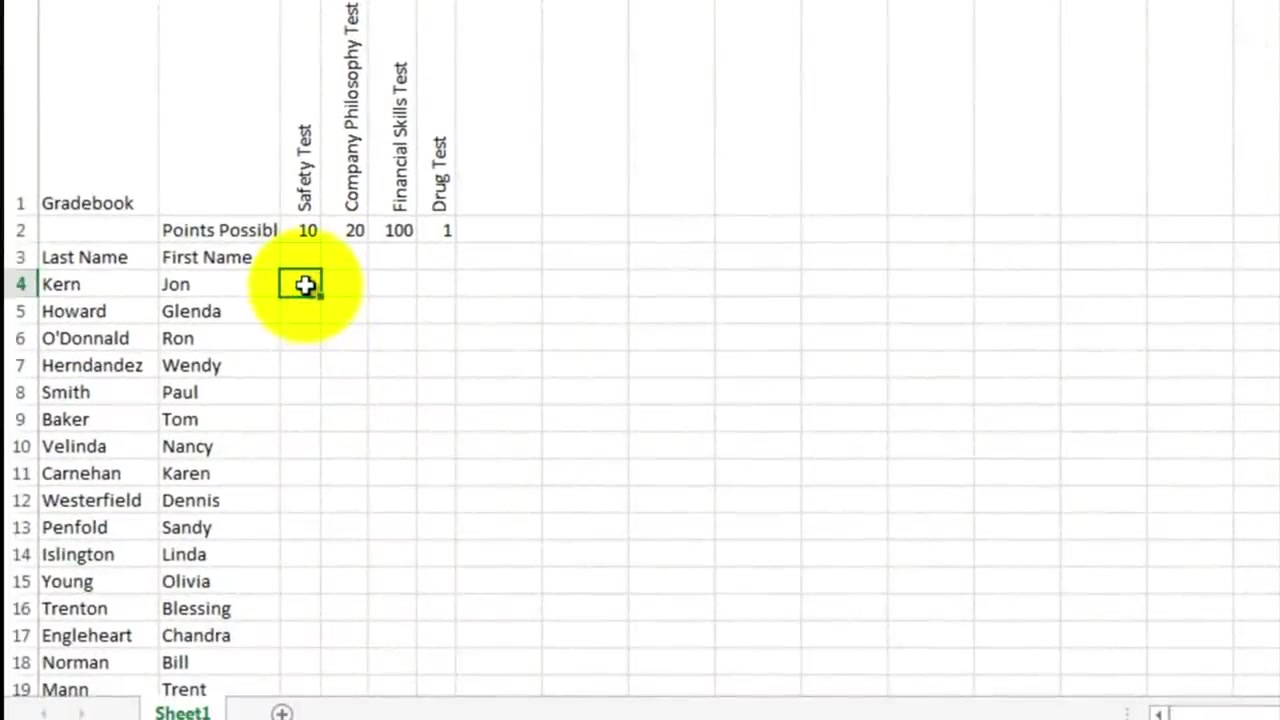 Safety Test
Company Philosophy Test
Financial Skills Test
Drug Test
1 Gradebook
2 Points Possibl 10 20 100 1
3 Last Name First Name
4 Kern Jon
5 Howard Glenda
6 O'Donnald Ron
7 Herndandez Wendy
8 Smith Paul
9 Baker Tom
10 Velinda Nancy
11 Carnehan Karen
12 Westerfield Dennis
13 Penfold Sandy
14 Islington Linda
15 Young Olivia
16 Trenton Blessing
17 Engleheart Chandra
18 Norman Bill
19 Mann Trent
Sheet1